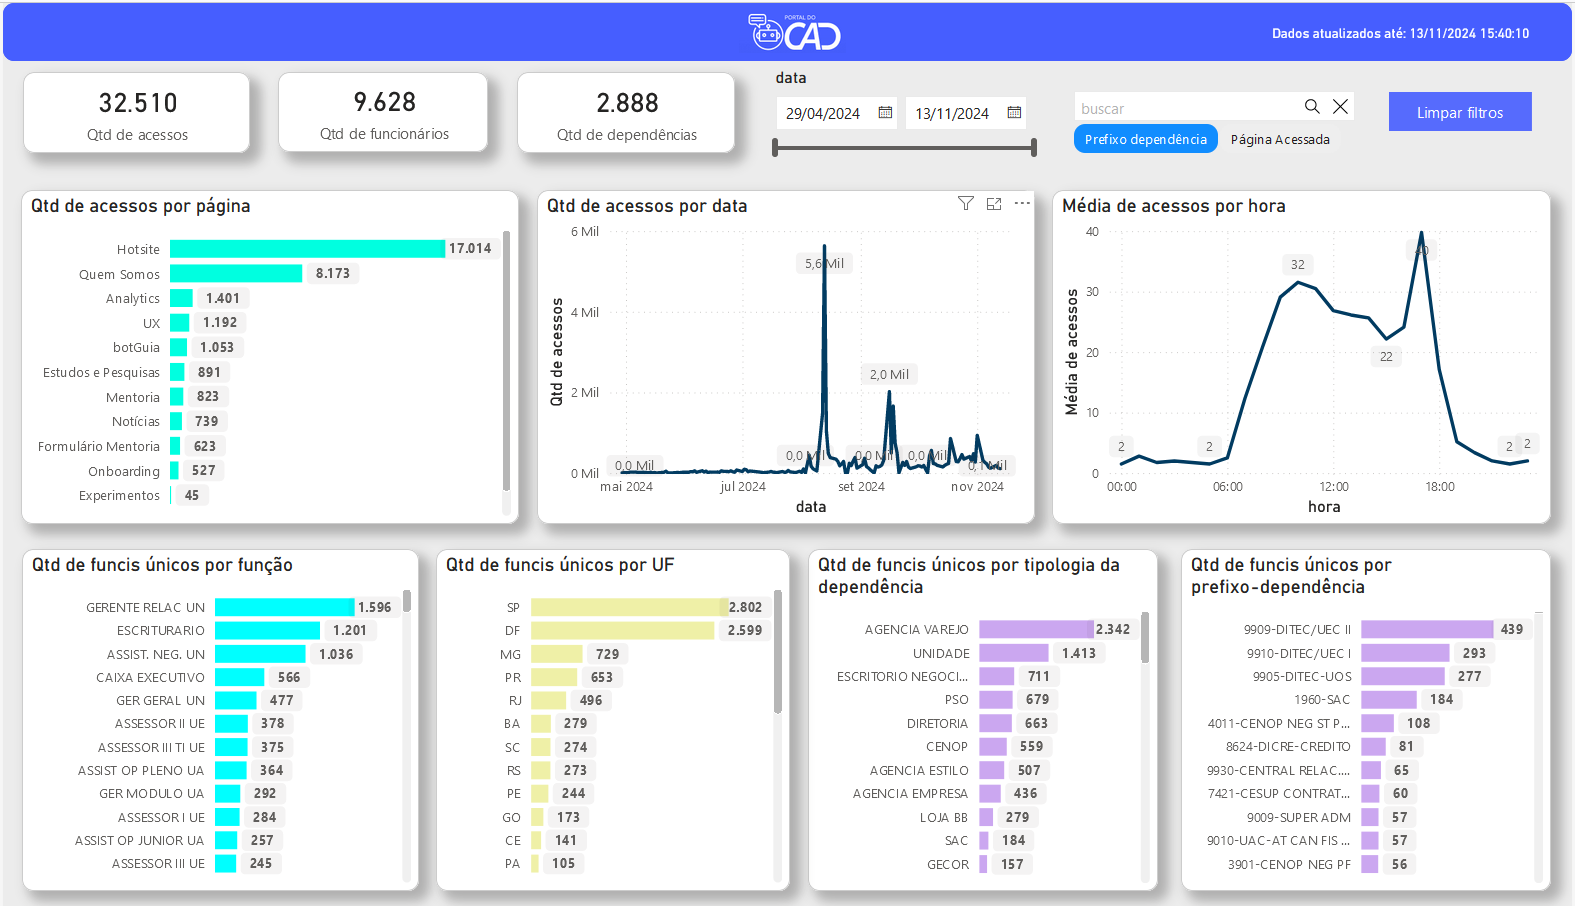 PORTAL DO
CAD
Dados atualizados até: 13/11/2024 15:40:10
32.510
Qtd de acessos
9.628
Qtd de funcionários
2.888
Qtd de dependências
data
29/04/2024
13/11/2024
buscar
Prefixo dependência
Página Acessada
Limpar filtros
Qtd de acessos por página
Hotsite 17.014
Quem Somos 8.173
Analytics 1.401
UX 1.192
botGuia 1.053
Estudos e Pesquisas 891
Mentoria 823
Notícias 739
Formulário Mentoria 623
Onboarding 527
Experimentos 45
Qtd de acessos por data
Qtd de acessos
6 Mil
4 Mil
2 Mil
0 Mil
5,6 Mil
2,0 Mil
0,0 Mil
0,0 Mil
0,0 Mil
0,0 Mil
0,1 Mil
mai 2024
jul 2024
set 2024
nov 2024
data
Média de acessos por hora
Média de acessos
40
30
20
10
0
2
2
32
22
40
2
2
00:00
06:00
12:00
18:00
hora
Qtd de funcis únicos por função
GERENTE RELAC UN 1.596
ESCRITURARIO 1.201
ASSIST. NEG. UN 1.036
CAIXA EXECUTIVO 566
GER GERAL UN 477
ASSESSOR II UE 378
ASSESSOR III TI UE 375
ASSIST OP PLENO UA 364
GER MODULO UA 292
ASSESSOR I UE 284
ASSIST OP JUNIOR UA 257
ASSESSOR III UE 245
Qtd de funcis únicos por UF
SP 2.802
DF 2.599
MG 729
PR 653
RJ 496
BA 279
SC 274
RS 273
PE 244
GO 173
CE 141
PA 105
Qtd de funcis únicos por tipologia da
dependência
AGENCIA VAREJO 2.342
UNIDADE 1.413
ESCRITORIO NEGOCI... 711
PSO 679
DIRETORIA 663
CENOP 559
AGENCIA ESTILO 507
AGENCIA EMPRESA 436
LOJA BB 279
SAC 184
GECOR 157
Qtd de funcis únicos por
prefixo-dependência
9909-DITEC/UEC II 439
9910-DITEC/UEC I 293
9905-DITEC-UOS 277
1960-SAC 184
4011-CENOP NEG ST P... 108
8624-DICRE-CREDITO 81
9930-CENTRAL RELAC.... 65
7421-CESUP CONTRAT... 60
9009-SUPER ADM 57
9010-UAC-AT CAN FIS ... 57
3901-CENOP NEG PF 56